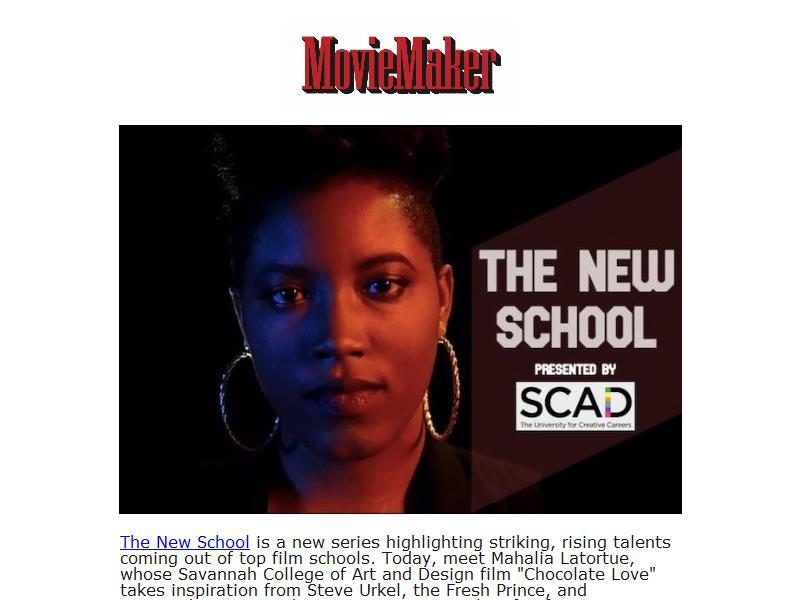 MovieMaker
THE NEW
SCHOOL
PRESENTED BY
SCAD
The University for Creative Careers
The New School is a new series highlighting striking, rising talents
coming out of top film schools. Today, meet Mahalia Latortue,
whose Savannah College of Art and Design film "Chocolate Love"
takes inspiration from Steve Urkel, the Fresh Prince, and